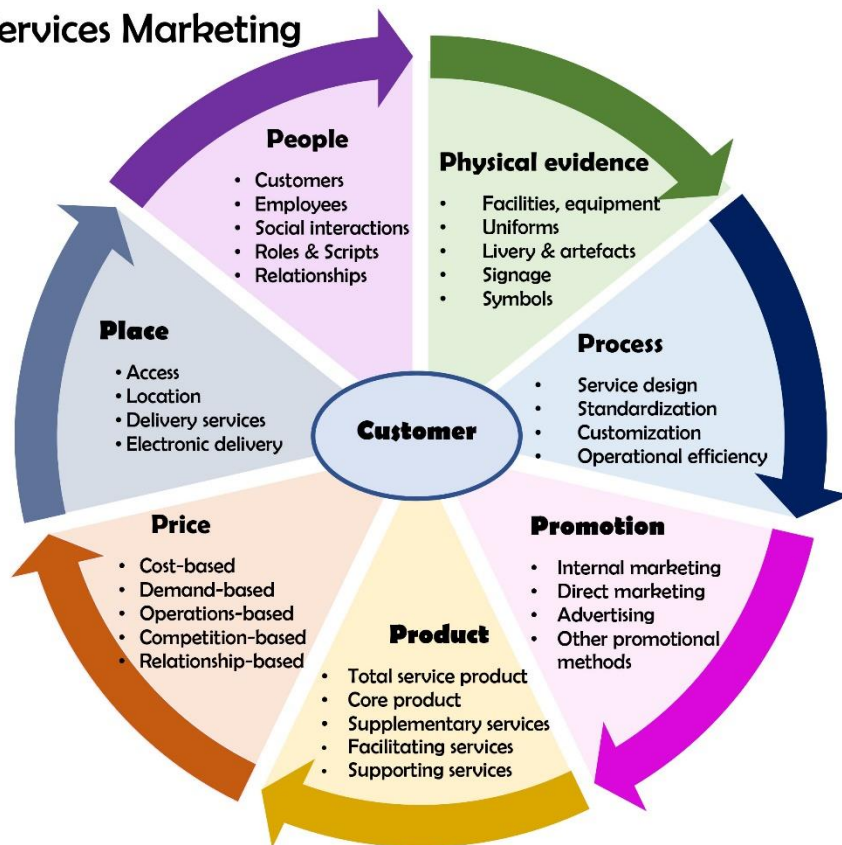 ervices Marketing
People
• Customers
• Employees
• Social interactions
• Roles & Scripts
• Relationships
Physical evidence
• Facilities, equipment
• Uniforms
• Livery & artefacts
• Signage
• Symbols
Process
• Service design
• Standardization
• Customization
• Operational efficiency
Promotion
• Internal marketing
• Direct marketing
• Advertising
• Other promotional
methods
Product
• Total service product
• Core product
• Supplementary services
• Facilitating services
• Supporting services
Price
• Cost-based
• Demand-based
• Operations-based
• Competition-based
• Relationship-based
Place
• Access
• Location
• Delivery services
• Electronic delivery
Customer